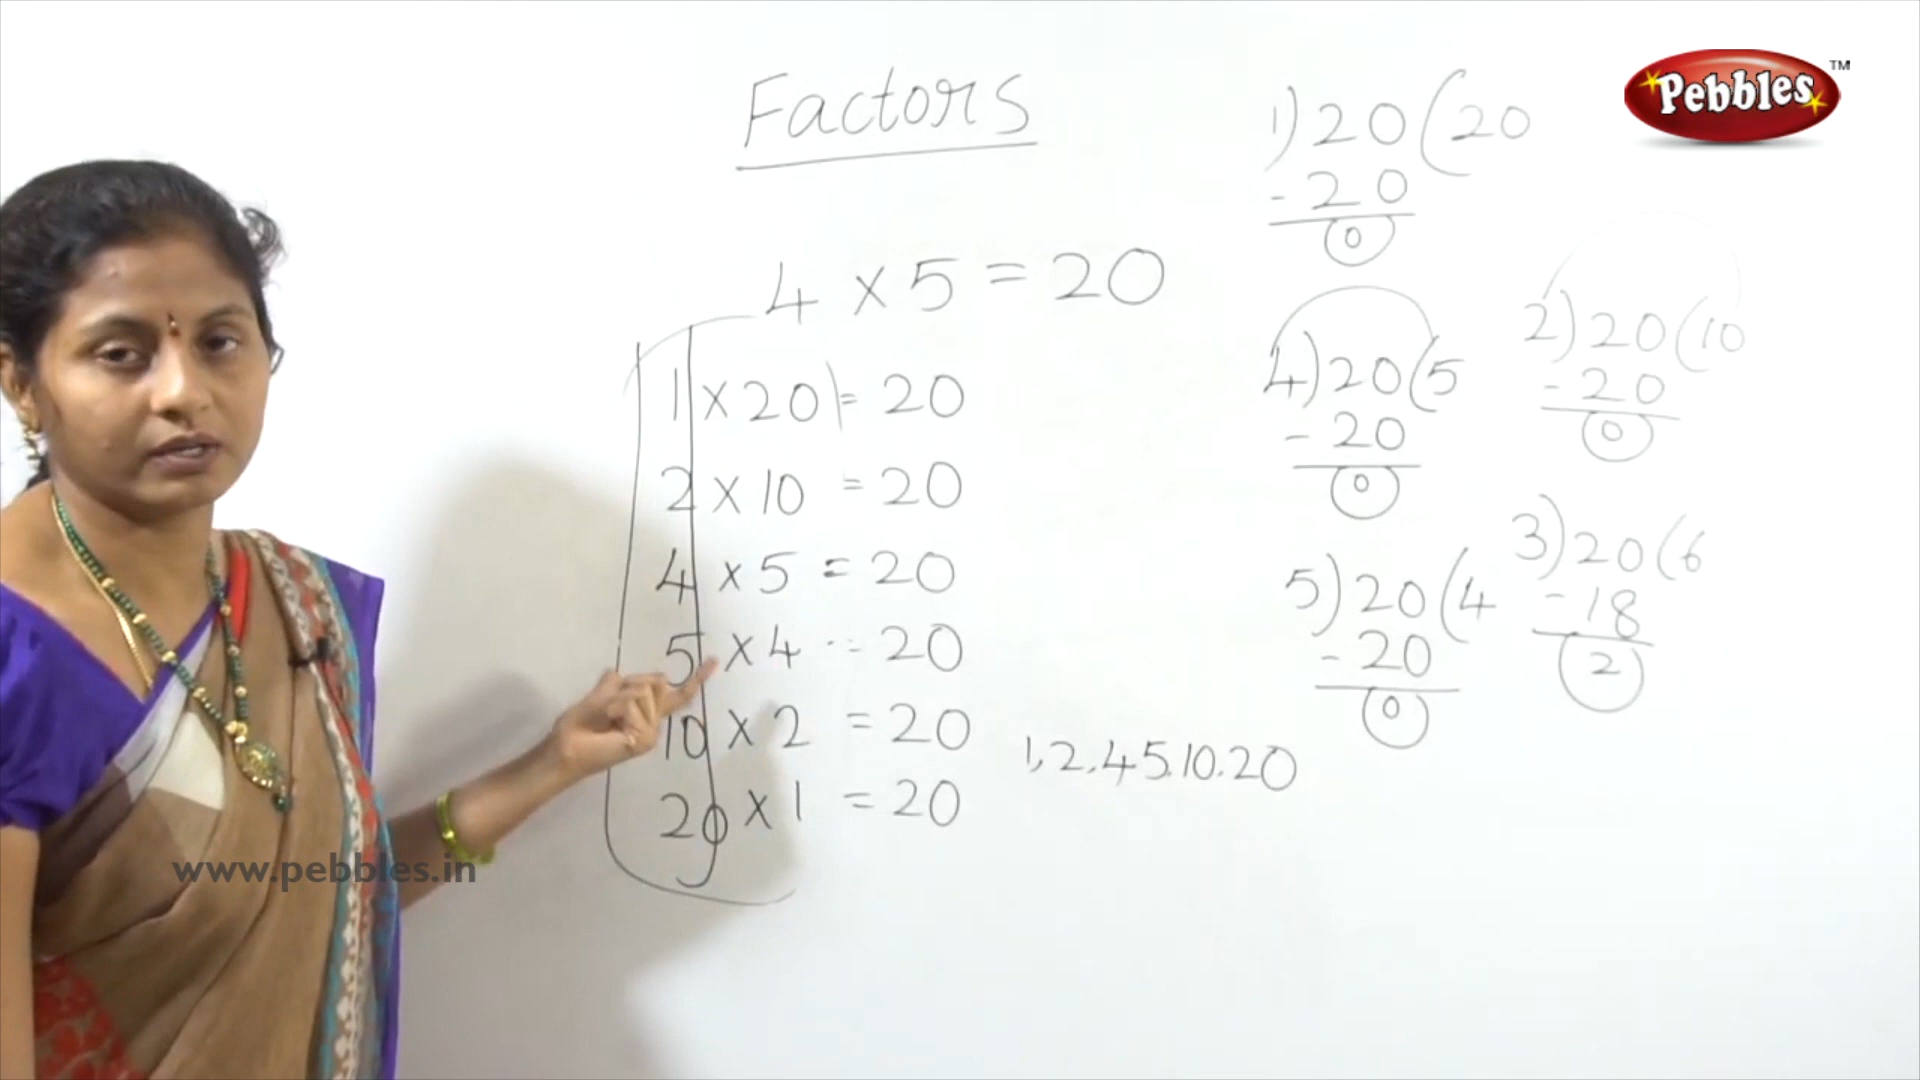 Factors
4 x 5 = 20
1 x 20 = 20
2 x 10 = 20
4 x 5 = 20
5 x 4 = 20
10 x 2 = 20
20 x 1 = 20
1, 2, 4 5. 10. 20
1) 20 ( 20
- 20
0
4) 20 ( 5
- 20
0
2) 20 ( 10
- 20
0
5) 20 ( 4
- 20
0
3) 20 ( 6
- 18
2
Pebbles TM
www.pebbles.in